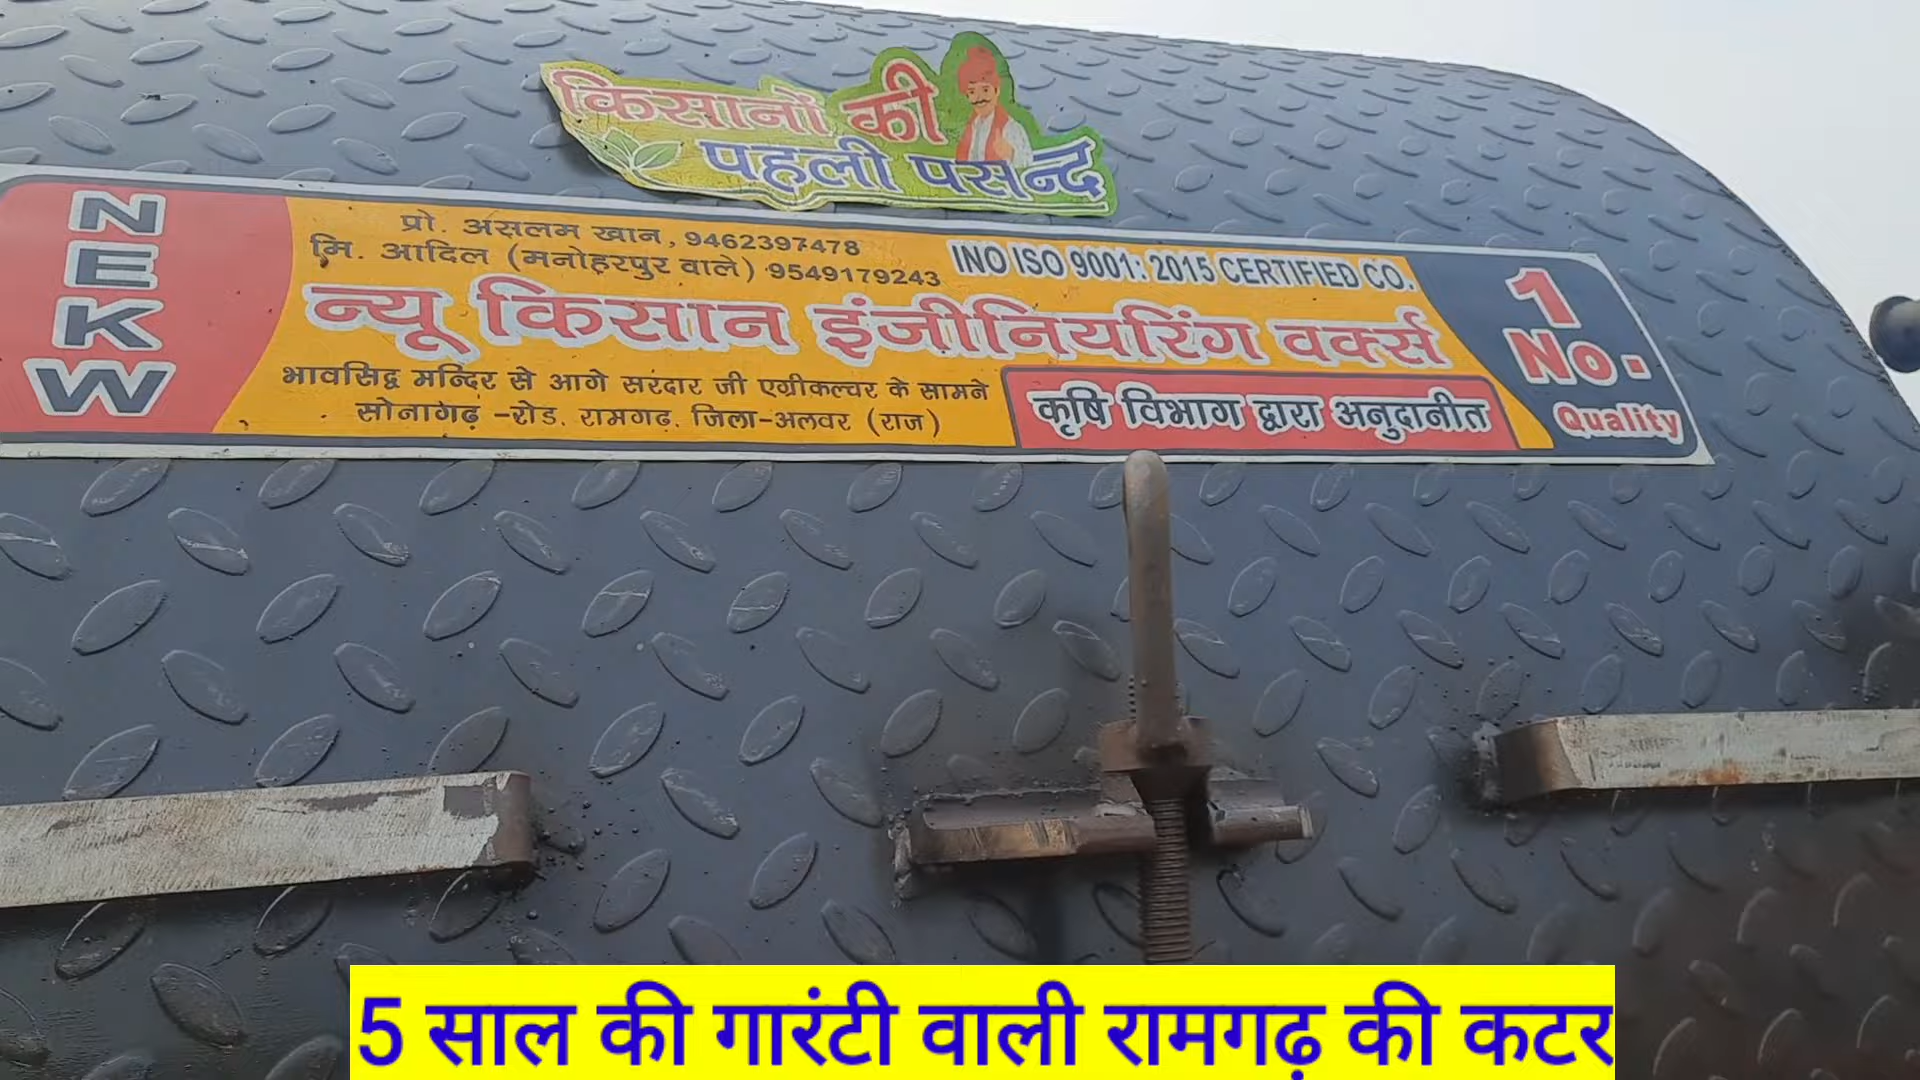 किसानों की
पहली पसन्द
NEKW
प्रो. असलम खान, 9462397478
मि. आदिल (मनोहरपुर वाले) 9549179243
INO ISO 9001: 2015 CERTIFIED CO.
न्यू किसान इंजीनियरिंग वर्क्स
भावसिद्व मन्दिर से आगे सरदार जी एग्रीकल्चर के सामने
सोनागढ़ -रोड. रामगढ. जिला-अलवर (राज)
कृषि विभाग द्वारा अनुदानीत
1
No.
Quality
5 साल की गारंटी वाली रामगढ़ की कटर